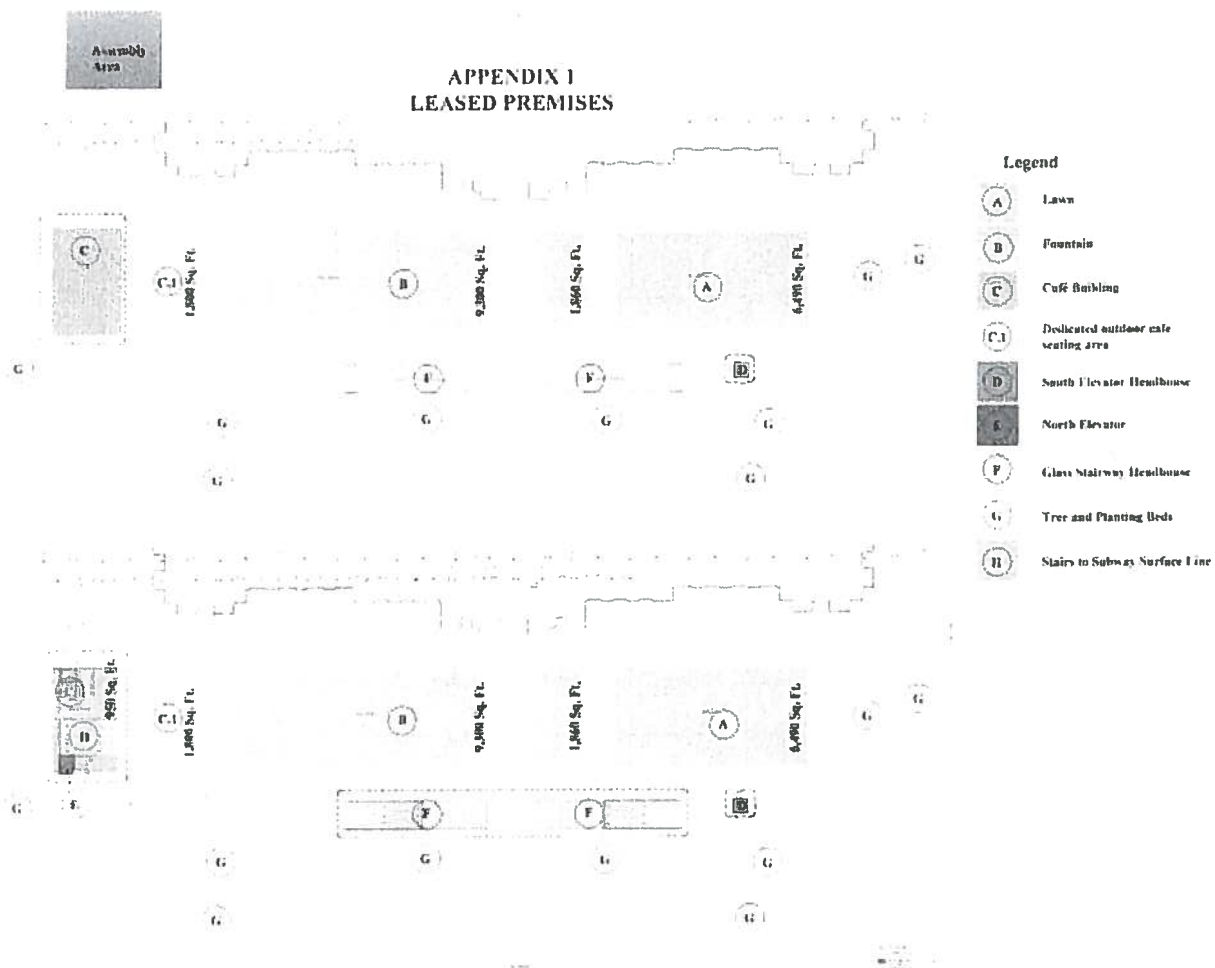 Assembly
Area
APPENDIX 1
LEASED PREMISES
Legend
A Lawn
B Fountain
C Café Building
C.1 Dedicated outdoor cafe
seating area
D South Elevator Headhouse
E North Elevator
F Glass Stairway Headhouse
G Tree and Planting Beds
H Stairs to Subway Surface Line
C
C.1
1,800 Sq. Ft.
B
9,300 Sq. Ft.
1,860 Sq. Ft.
A
6,490 Sq. Ft.
G
G
G
F
F
D
G
G
G
G
G
G
C
950 Sq. Ft.
H
C.1
1,800 Sq. Ft.
B
9,300 Sq. Ft.
1,860 Sq. Ft.
A
6,490 Sq. Ft.
G
G
G
E
F
F
D
G
G
G
G
G
G